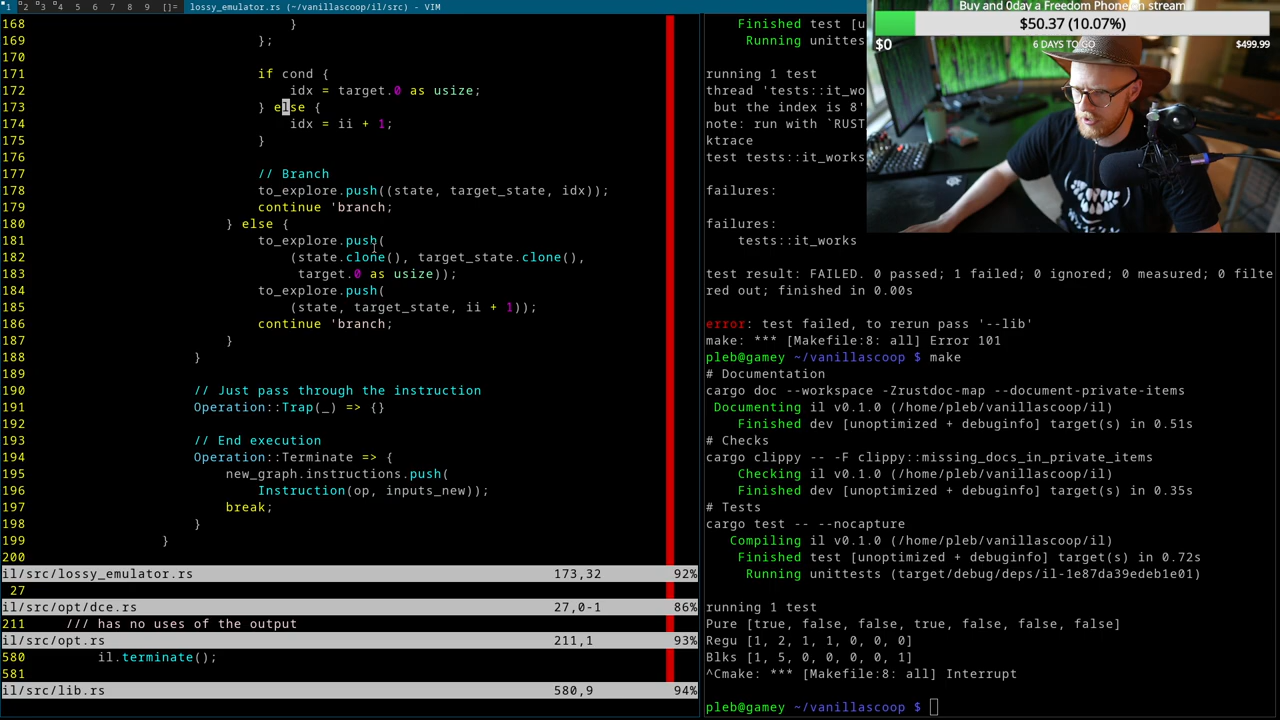 1 2 3 4 5 6 7 8 9 []= lossy_emulator.rs (~/vanillascoop/il/src) - VIM
168 }
169 };
170
171 if cond {
172 idx = target.0 as usize;
173 } else {
174 idx = ii + 1;
175 }
176
177 // Branch
178 to_explore.push((state, target_state, idx));
179 continue 'branch;
180 } else {
181 to_explore.push(
182 (state.clone(), target_state.clone(),
183 target.0 as usize));
184 to_explore.push(
185 (state, target_state, ii + 1));
186 continue 'branch;
187 }
188 }
189
190 // Just pass through the instruction
191 Operation::Trap(_) => {}
192
193 // End execution
194 Operation::Terminate => {
195 new_graph.instructions.push(
196 Instruction(op, inputs_new));
197 break;
198 }
199 }
200
il/src/lossy_emulator.rs 173,32 92%
27
il/src/opt/dce.rs 27,0-1 86%
211 /// has no uses of the output
il/src/opt.rs 211,1 93%
580 il.terminate();
581
il/src/lib.rs 580,9 94%
Finished test [u
Running unittests
running 1 test
thread 'tests::it_wo
but the index is 8'
note: run with `RUST
ktrace
test tests::it_works
failures:
failures:
tests::it_works
test result: FAILED. 0 passed; 1 failed; 0 ignored; 0 measured; 0 filte
red out; finished in 0.00s
error: test failed, to rerun pass '--lib'
make: *** [Makefile:8: all] Error 101
pleb@gamey ~/vanillascoop $ make
# Documentation
cargo doc --workspace -Zrustdoc-map --document-private-items
Documenting il v0.1.0 (/home/pleb/vanillascoop/il)
Finished dev [unoptimized + debuginfo] target(s) in 0.51s
# Checks
cargo clippy -- -F clippy::missing_docs_in_private_items
Checking il v0.1.0 (/home/pleb/vanillascoop/il)
Finished dev [unoptimized + debuginfo] target(s) in 0.35s
# Tests
cargo test -- --nocapture
Compiling il v0.1.0 (/home/pleb/vanillascoop/il)
Finished test [unoptimized + debuginfo] target(s) in 0.72s
Running unittests (target/debug/deps/il-1e87da39edeb1e01)
running 1 test
Pure [true, false, false, true, false, false, false]
Regu [1, 2, 1, 1, 0, 0, 0]
Blks [1, 5, 0, 0, 0, 0, 1]
^Cmake: *** [Makefile:8: all] Interrupt
pleb@gamey ~/vanillascoop $
Buy and 0day a Freedom Phone on stream
$50.37 (10.07%)
$0 6 DAYS TO GO $499.99